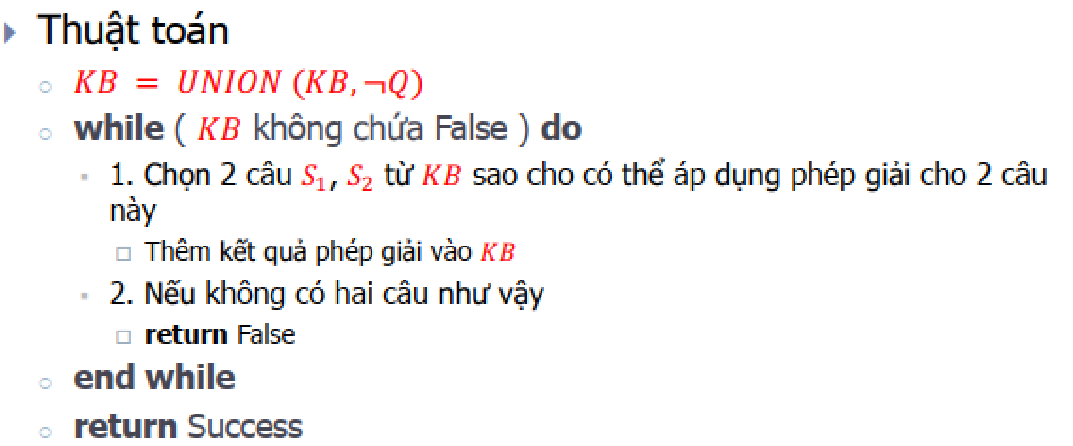 Thuật toán
KB = UNION (KB, ¬Q)
while ( KB không chứa False ) do
1. Chọn 2 câu S₁, S₂ từ KB sao cho có thể áp dụng phép giải cho 2 câu
này
Thêm kết quả phép giải vào KB
2. Nếu không có hai câu như vậy
return False
end while
return Success